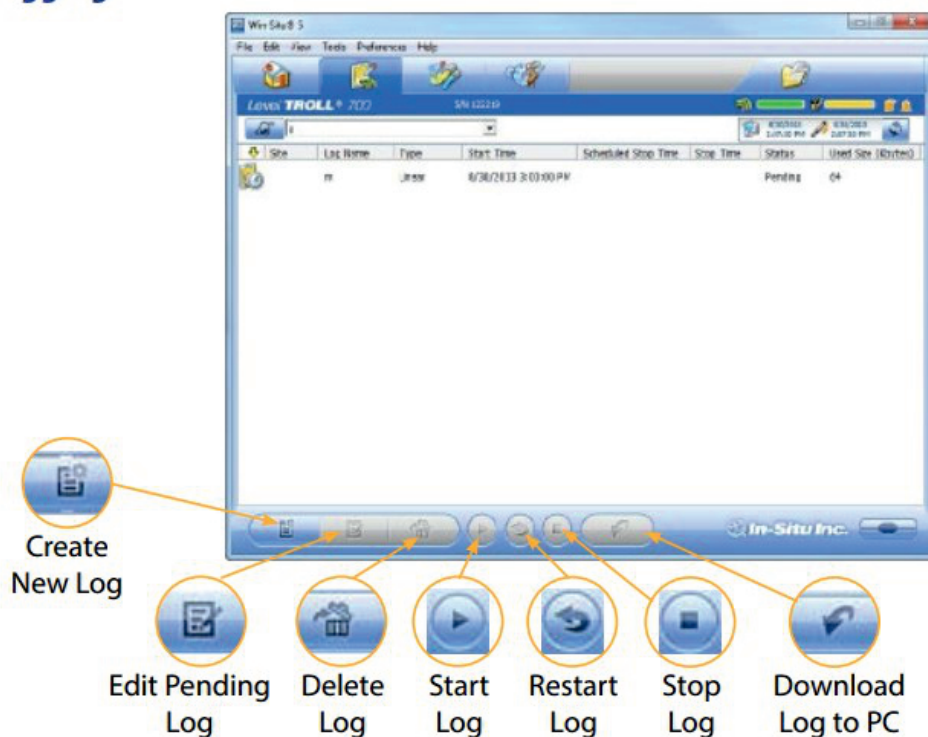 Win-Situ® 5
File Edit View Tools Preferences Help
Level TROLL® 700
Site Log Name Type Start Time Scheduled Stop Time Stop Time Status Used Size (Bytes)
Linear 8/30/2013 3:00:00 PM Pending 64
In-Situ Inc.
Create
New Log
Edit Pending
Log
Delete
Log
Start
Log
Restart
Log
Stop
Log
Download
Log to PC